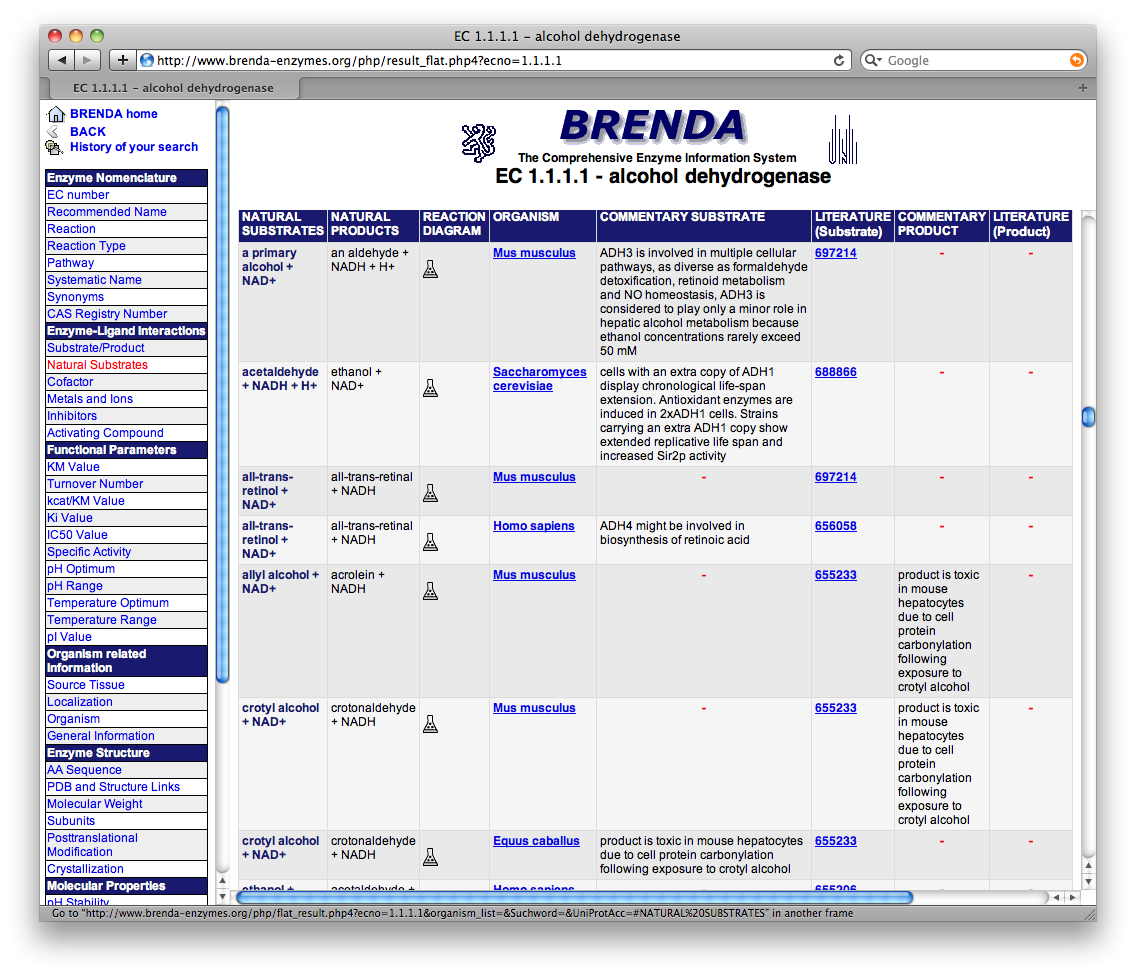 EC 1.1.1.1 – alcohol dehydrogenase
http://www.brenda-enzymes.org/php/result_flat.php4?ecno=1.1.1.1
Google
EC 1.1.1.1 – alcohol dehydrogenase
BRENDA home
BACK
History of your search
Enzyme Nomenclature
EC number
Recommended Name
Reaction
Reaction Type
Pathway
Systematic Name
Synonyms
CAS Registry Number
Enzyme-Ligand Interactions
Substrate/Product
Natural Substrates
Cofactor
Metals and Ions
Inhibitors
Activating Compound
Functional Parameters
KM Value
Turnover Number
kcat/KM Value
Ki Value
IC50 Value
Specific Activity
pH Optimum
pH Range
Temperature Optimum
Temperature Range
pI Value
Organism related
Information
Source Tissue
Localization
Organism
General Information
Enzyme Structure
AA Sequence
PDB and Structure Links
Molecular Weight
Subunits
Posttranslational
Modification
Crystallization
Molecular Properties
pH Stability
BRENDA
The Comprehensive Enzyme Information System
EC 1.1.1.1 - alcohol dehydrogenase
NATURAL SUBSTRATES
NATURAL PRODUCTS
REACTION DIAGRAM
ORGANISM
COMMENTARY SUBSTRATE
LITERATURE (Substrate)
COMMENTARY PRODUCT
LITERATURE (Product)
a primary
alcohol +
NAD+
an aldehyde +
NADH + H+
Mus musculus
ADH3 is involved in multiple cellular
pathways, as diverse as formaldehyde
detoxification, retinoid metabolism
and NO homeostasis, ADH3 is
considered to play only a minor role in
hepatic alcohol metabolism because
ethanol concentrations rarely exceed
50 mM
697214
-
-
acetaldehyde
+ NADH + H+
ethanol +
NAD+
Saccharomyces
cerevisiae
cells with an extra copy of ADH1
display chronological life-span
extension. Antioxidant enzymes are
induced in 2xADH1 cells. Strains
carrying an extra ADH1 copy show
extended replicative life span and
increased Sir2p activity
688866
-
-
all-trans-
retinol +
NAD+
all-trans-retinal
+ NADH
Mus musculus
-
697214
-
-
all-trans-
retinol +
NAD+
all-trans-retinal
+ NADH
Homo sapiens
ADH4 might be involved in
biosynthesis of retinoic acid
656058
-
-
allyl alcohol +
NAD+
acrolein +
NADH
Mus musculus
-
655233
product is toxic
in mouse
hepatocytes
due to cell
protein
carbonylation
following
exposure to
crotyl alcohol
-
crotyl alcohol
+ NAD+
crotonaldehyde
+ NADH
Mus musculus
-
655233
product is toxic
in mouse
hepatocytes
due to cell
protein
carbonylation
following
exposure to
crotyl alcohol
-
crotyl alcohol
+ NAD+
crotonaldehyde
+ NADH
Equus caballus
product is toxic in mouse hepatocytes
due to cell protein carbonylation
following exposure to crotyl alcohol
655233
-
-
ethanol +
acetaldehyde +
Homo sapiens
655206
Go to "http://www.brenda-enzymes.org/php/flat_result.php4?ecno=1.1.1.1&organism_list=&Suchword=&UniProtAcc=#NATURAL%20SUBSTRATES" in another frame